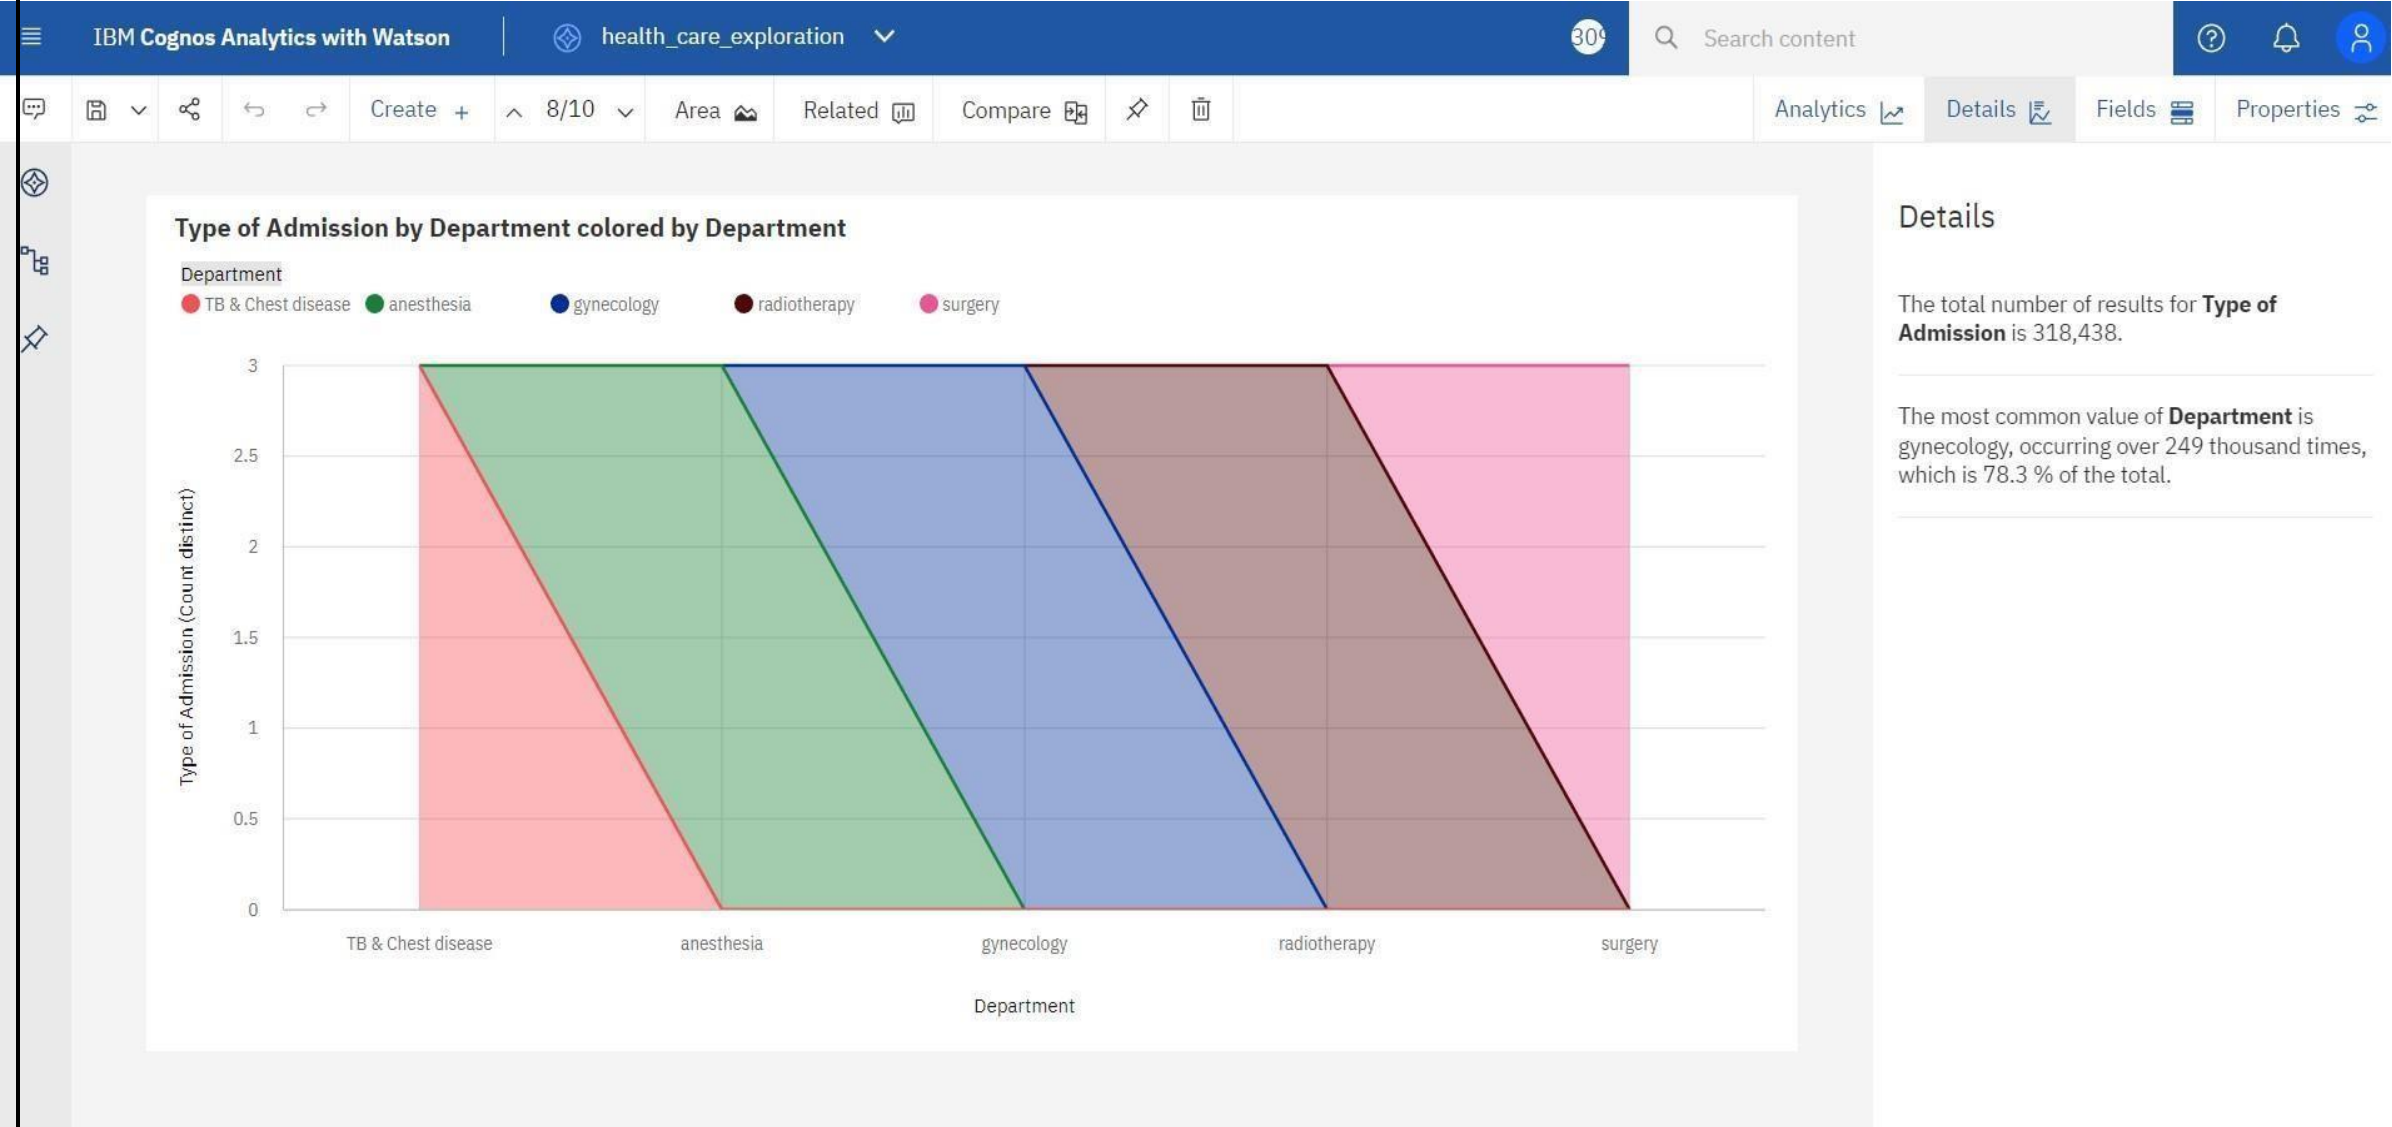 IBM Cognos Analytics with Watson
health_care_exploration
Search content
Create +
8/10
Area
Related
Compare
Analytics
Details
Fields
Properties
Type of Admission by Department colored by Department
Department
TB & Chest disease
anesthesia
gynecology
radiotherapy
surgery
3
2.5
2
1.5
1
0.5
0
Type of Admission (Count distinct)
TB & Chest disease
anesthesia
gynecology
radiotherapy
surgery
Department
Details
The total number of results for Type of
Admission is 318,438.
The most common value of Department is
gynecology, occurring over 249 thousand times,
which is 78.3 % of the total.